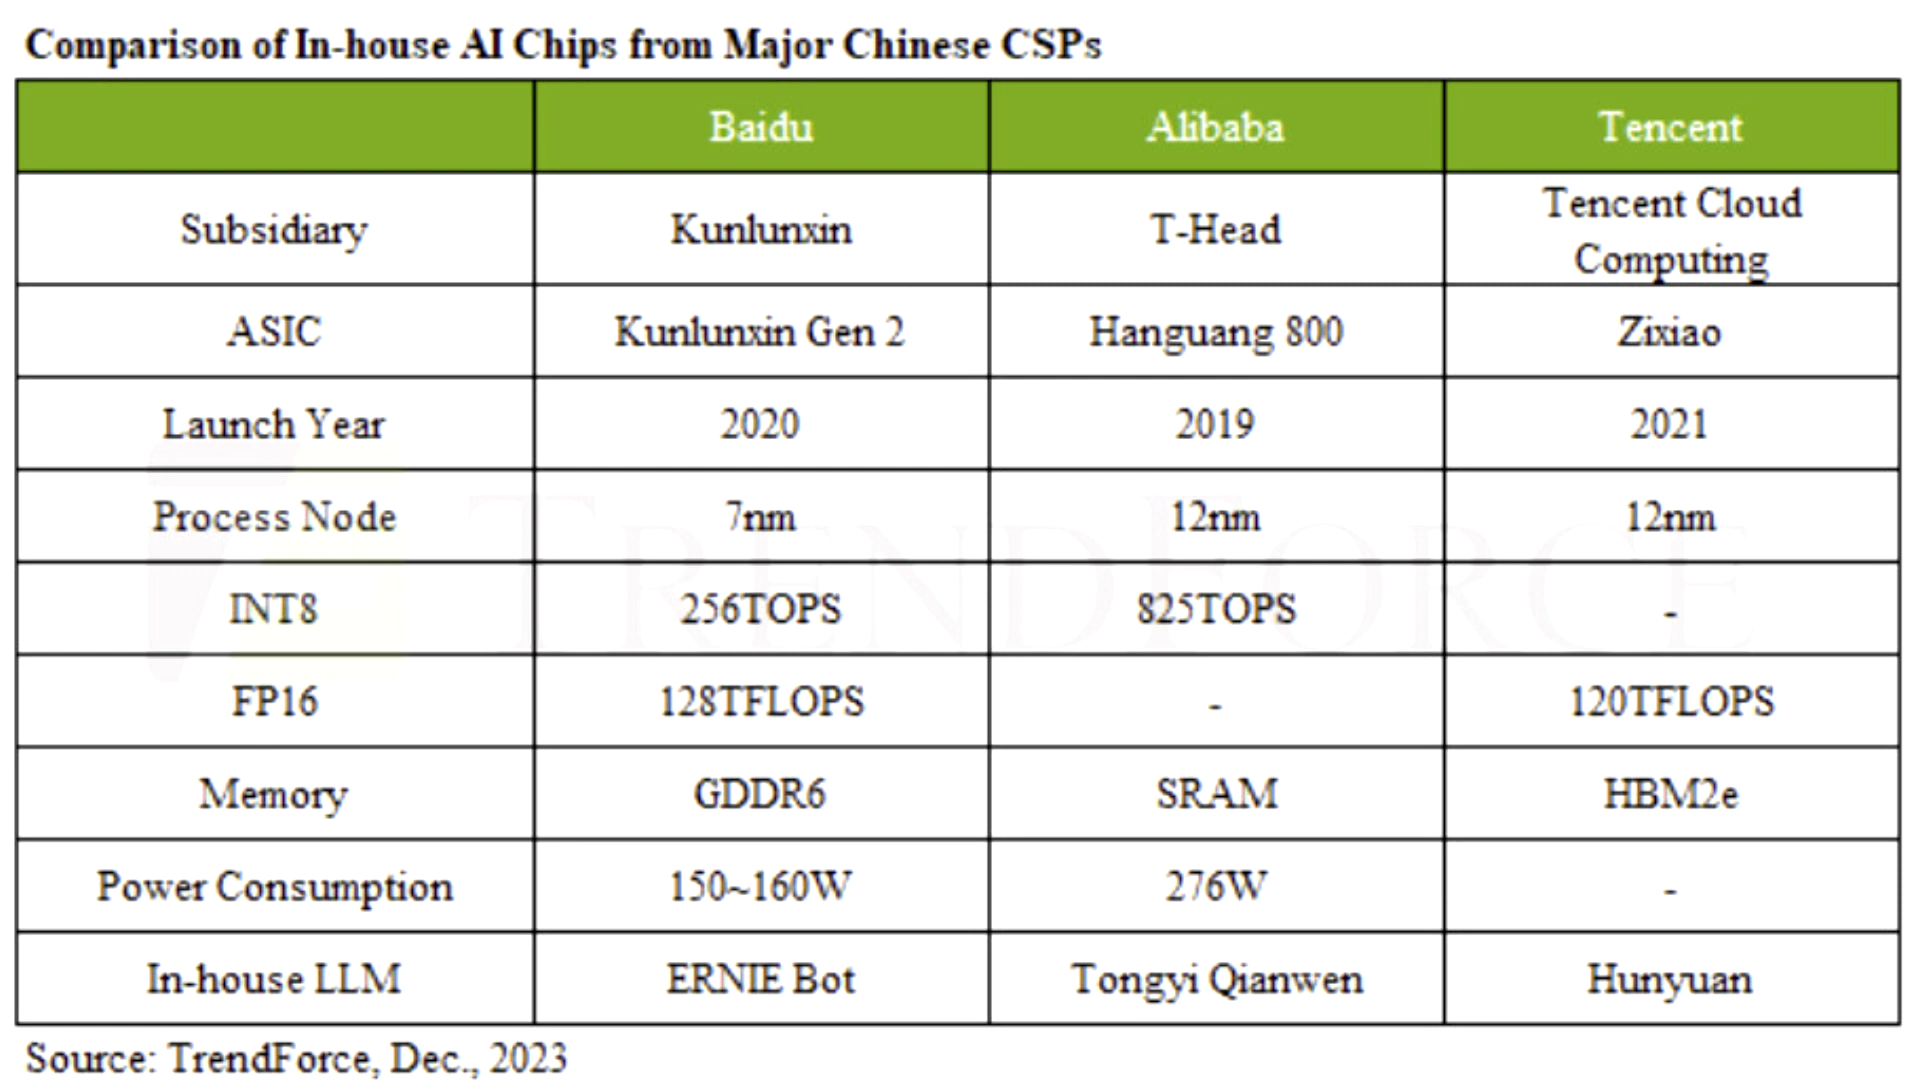 Comparison of In-house AI Chips from Major Chinese CSPs
Baidu Alibaba Tencent
Subsidiary Kunlunxin T-Head Tencent Cloud Computing
ASIC Kunlunxin Gen 2 Hanguang 800 Zixiao
Launch Year 2020 2019 2021
Process Node 7nm 12nm 12nm
INT8 256TOPS 825TOPS -
FP16 128TFLOPS - 120TFLOPS
Memory GDDR6 SRAM HBM2e
Power Consumption 150~160W 276W -
In-house LLM ERNIE Bot Tongyi Qianwen Hunyuan
Source: TrendForce, Dec., 2023
TRENDFORCE